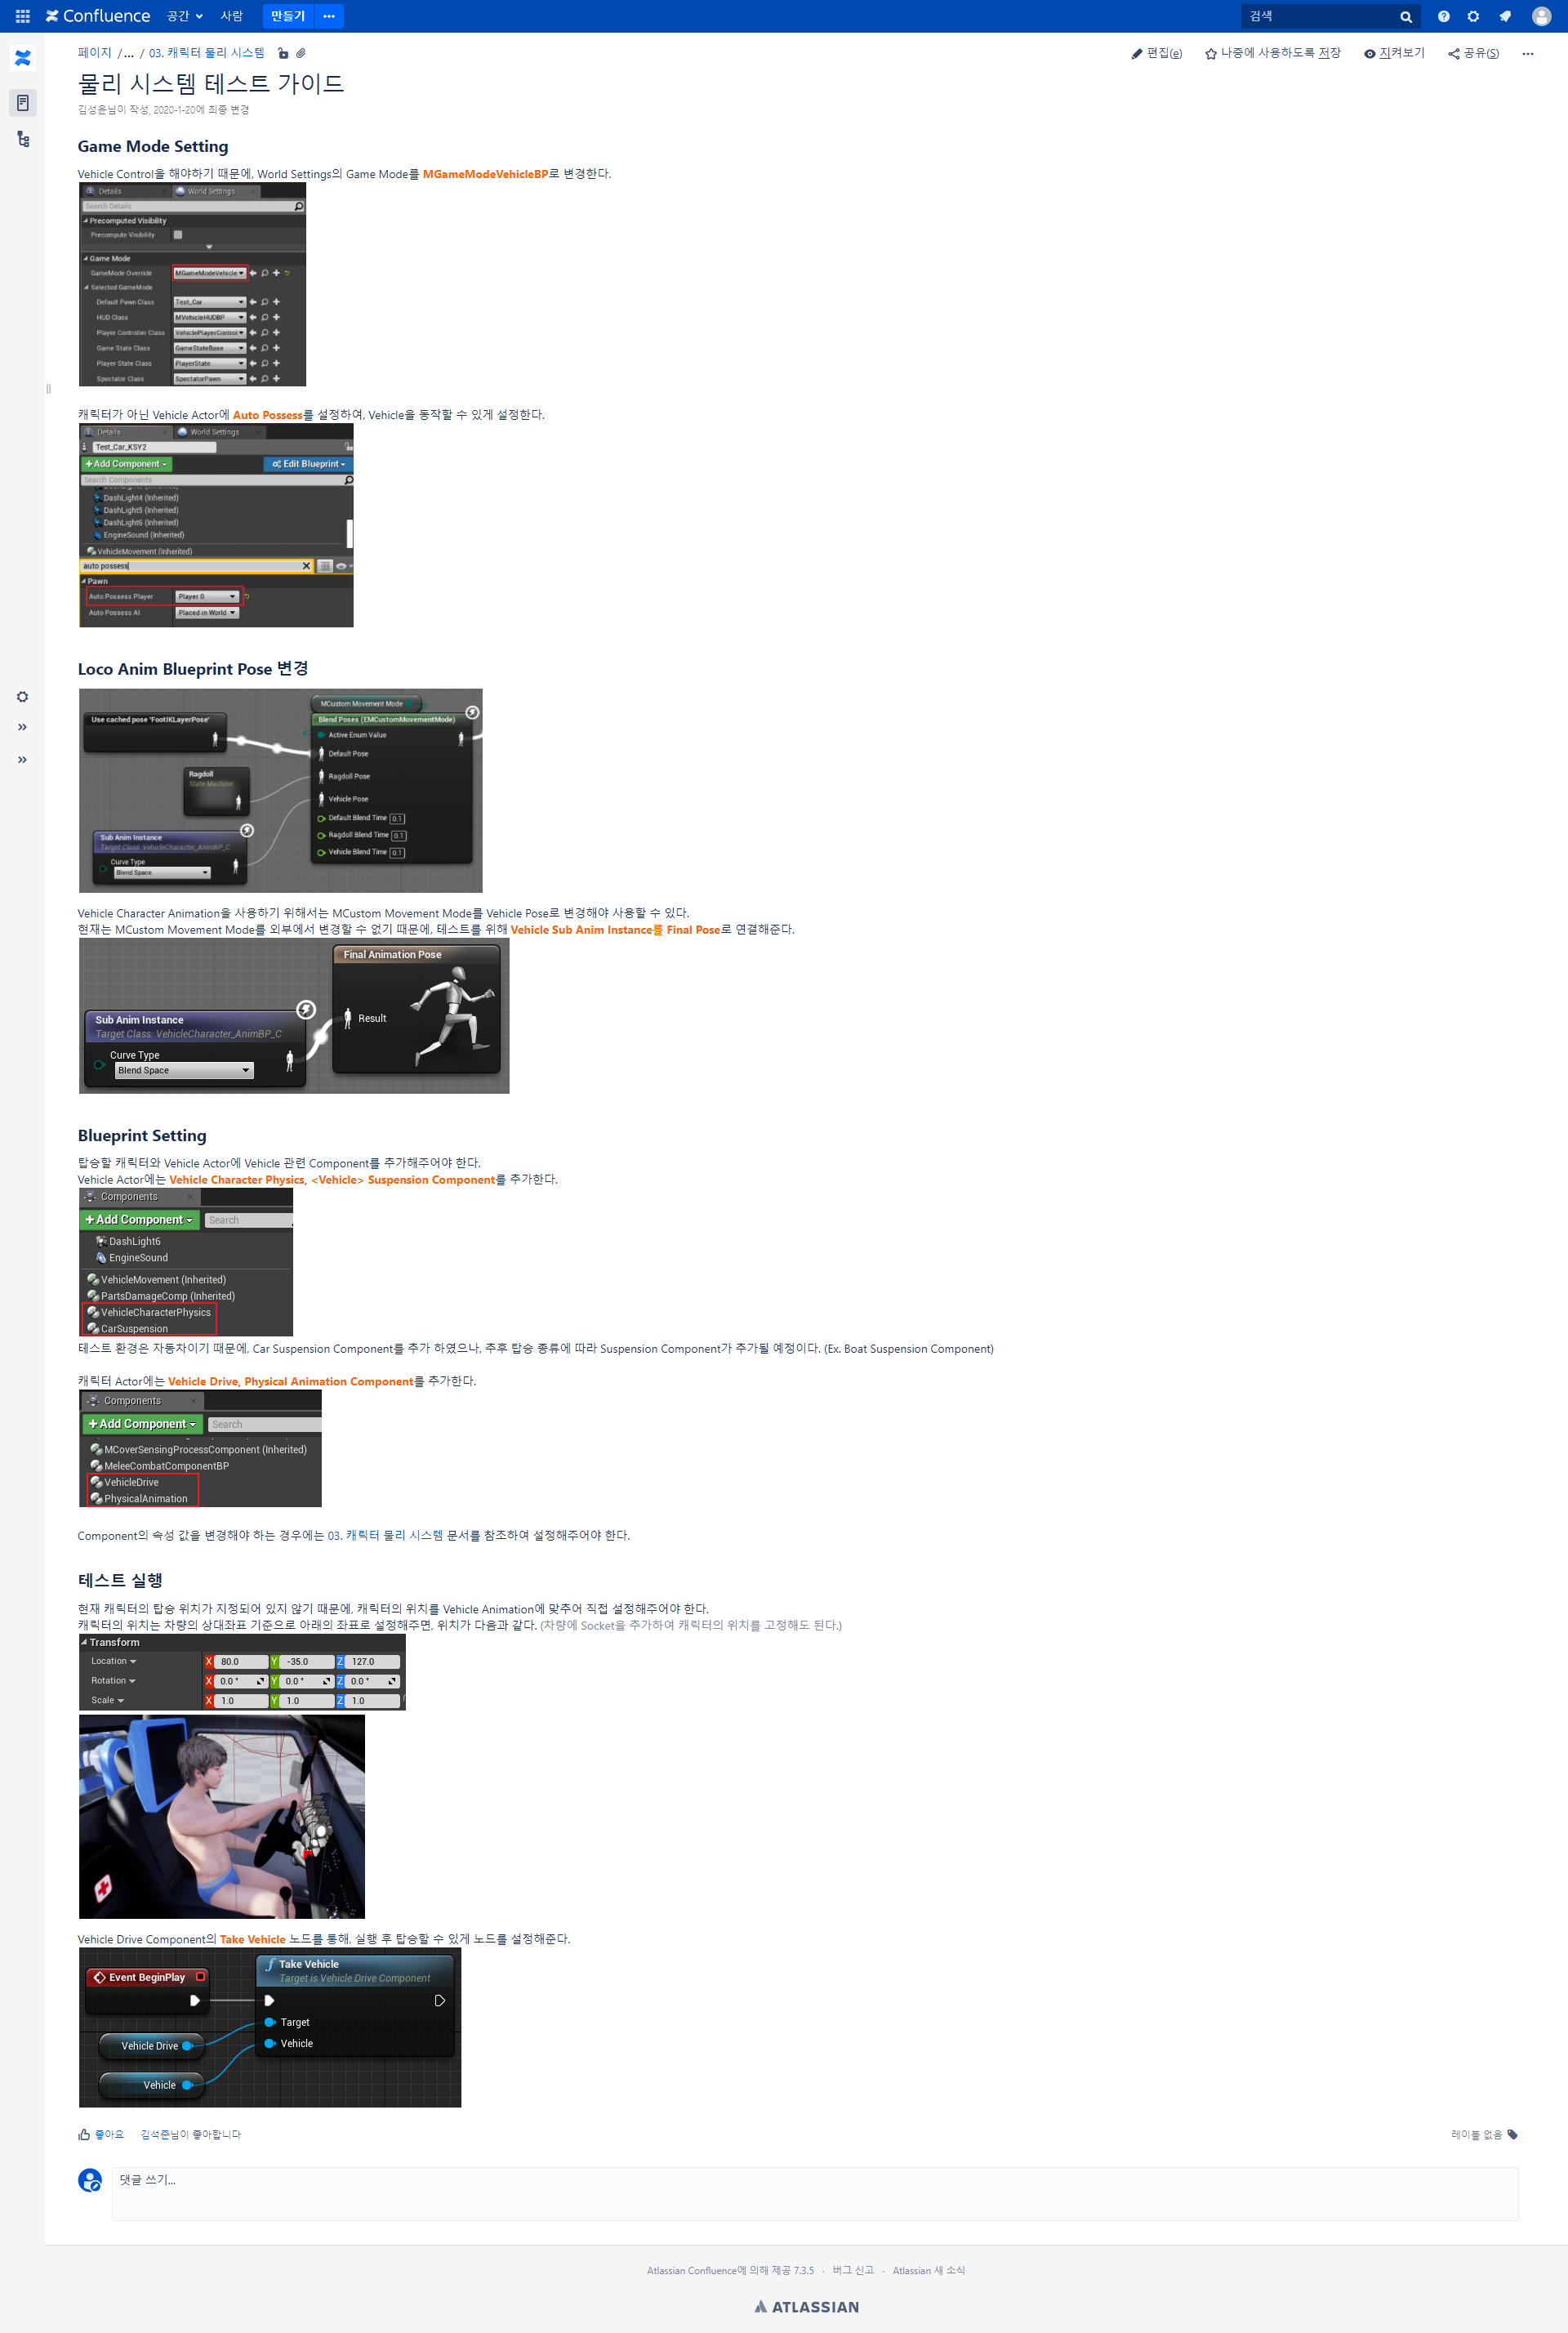 Confluence 공간 사람 만들기 ••• 검색
페이지 /... / 03. 캐릭터 물리 시스템
편집(e) 나중에 사용하도록 저장 지켜보기 공유(S)
물리 시스템 테스트 가이드
김성윤님이 작성, 2020-1-20에 최종 변경
Game Mode Setting
Vehicle Control을 해야하기 때문에, World Settings의 Game Mode를 MGameModeVehicleBP로 변경한다.
Details World Settings
Search Details
Precomputed Visibility
Precompute Visibility
Game Mode
GameMode Override MGameModeVehicle
Selected GameMode
Default Pawn Class Test_Car
HUD Class MVehicleHUDBP
Player Controller Class VehiclePlayerControl
Game State Class GameStateBase
Player State Class PlayerState
Spectator Class SpectatorPawn
캐릭터가 아닌 Vehicle Actor에 Auto Possess를 설정하여, Vehicle을 동작할 수 있게 설정한다.
Details World Settings
Test_Car_KSY2
+Add Component Edit Blueprint
Search Components
DashLight4 (Inherited)
DashLight5 (Inherited)
DashLight6 (Inherited)
EngineSound (Inherited)
VehicleMovement (Inherited)
auto possess
Pawn
Auto Possess Player Player 0
Auto Possess AI Placed in World
Loco Anim Blueprint Pose 변경
MCustom Movement Mode
Use cached pose 'FootIKLayerPose'
Blend Poses (EMCustomMovementMode)
Active Enum Value
Default Pose
Ragdoll
State Machine
Ragdoll Pose
Vehicle Pose
Default Blend Time 0.1
Ragdoll Blend Time 0.1
Vehicle Blend Time 0.1
Sub Anim Instance
Target Class: VehicleCharacter_AnimBP_C
Curve Type
Blend Space
Vehicle Character Animation을 사용하기 위해서는 MCustom Movement Mode를 Vehicle Pose로 변경해야 사용할 수 있다.
현재는 MCustom Movement Mode를 외부에서 변경할 수 없기 때문에, 테스트를 위해 Vehicle Sub Anim Instance를 Final Pose로 연결해준다.
Final Animation Pose
Result
Sub Anim Instance
Target Class: VehicleCharacter_AnimBP_C
Curve Type
Blend Space
Blueprint Setting
탑승할 캐릭터와 Vehicle Actor에 Vehicle 관련 Component를 추가해주어야 한다.
Vehicle Actor에는 Vehicle Character Physics, <Vehicle> Suspension Component를 추가한다.
Components
+Add Component Search
DashLight6
EngineSound
VehicleMovement (Inherited)
PartsDamageComp (Inherited)
VehicleCharacterPhysics
CarSuspension
테스트 환경은 자동차이기 때문에, Car Suspension Component를 추가 하였으나, 추후 탑승 종류에 따라 Suspension Component가 추가될 예정이다. (Ex. Boat Suspension Component)
캐릭터 Actor에는 Vehicle Drive, Physical Animation Component를 추가한다.
Components
+Add Component Search
MCoverSensingProcessComponent (Inherited)
MeleeCombatComponentBP
VehicleDrive
PhysicalAnimation
Component의 속성 값을 변경해야 하는 경우에는 03. 캐릭터 물리 시스템 문서를 참조하여 설정해주어야 한다.
테스트 실행
현재 캐릭터의 탑승 위치가 지정되어 있지 않기 때문에, 캐릭터의 위치를 Vehicle Animation에 맞추어 직접 설정해주어야 한다.
캐릭터의 위치는 차량의 상대좌표 기준으로 아래의 좌표로 설정해주면, 위치가 다음과 같다. (차량에 Socket을 추가하여 캐릭터의 위치를 고정해도 된다.)
Transform
Location X 80.0 Y -35.0 Z 127.0
Rotation X 0.0 ° Y 0.0 ° Z 0.0 °
Scale X 1.0 Y 1.0 Z 1.0
Vehicle Drive Component의 Take Vehicle 노드를 통해, 실행 후 탑승할 수 있게 노드를 설정해준다.
Take Vehicle
Target is Vehicle Drive Component
Event BeginPlay
Target
Vehicle
Vehicle Drive
Vehicle
좋아요 김석준님이 좋아합니다 레이블 없음
댓글 쓰기...
Atlassian Confluence에 의해 제공 7.3.5 · 버그 신고 · Atlassian 새 소식
ATLASSIAN